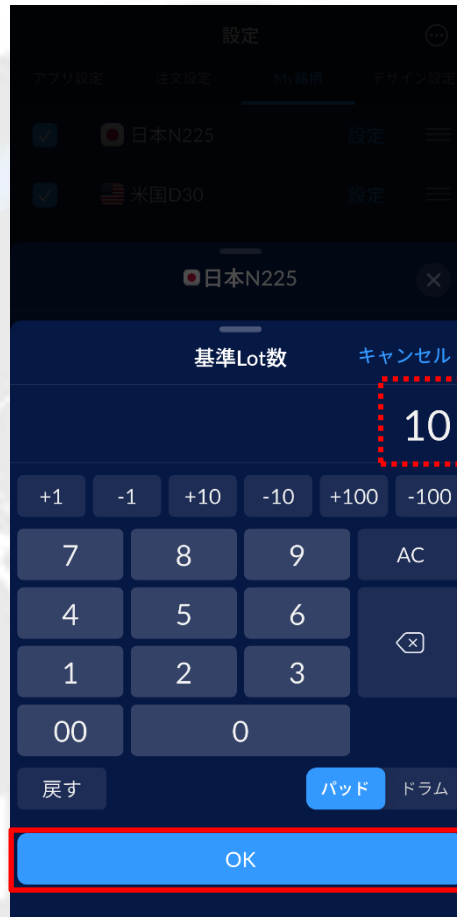 設定
アプリ設定 注文設定 My銘柄 デザイン設定
日本N225 設定
米国D30 設定
日本N225
基準Lot数 キャンセル
10
+1 -1 +10 -10 +100 -100
7 8 9 AC
4 5 6
1 2 3
00 0
戻す パッド ドラム
OK